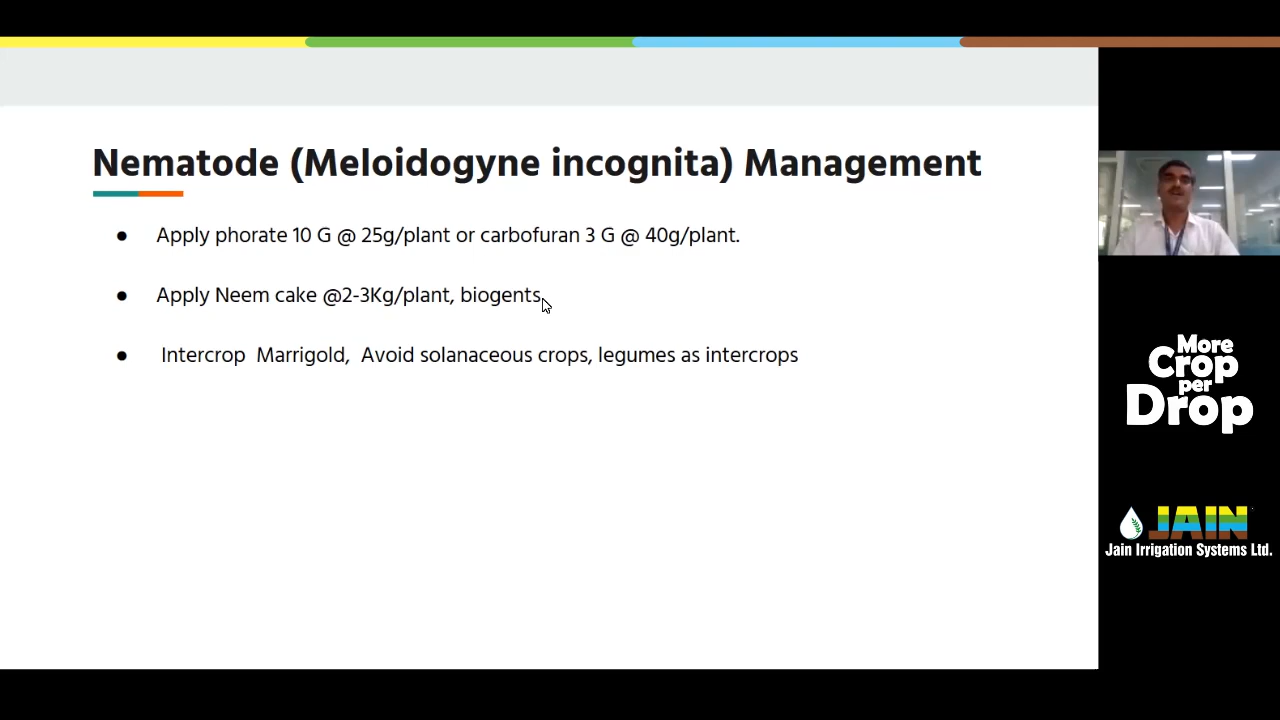 Nematode (Meloidogyne incognita) Management
● Apply phorate 10 G @ 25g/plant or carbofuran 3 G @ 40g/plant.
● Apply Neem cake @2-3Kg/plant, biogents.
● Intercrop Marrigold, Avoid solanaceous crops, legumes as intercrops
More
Crop
per
Drop
JAIN
Jain Irrigation Systems Ltd.